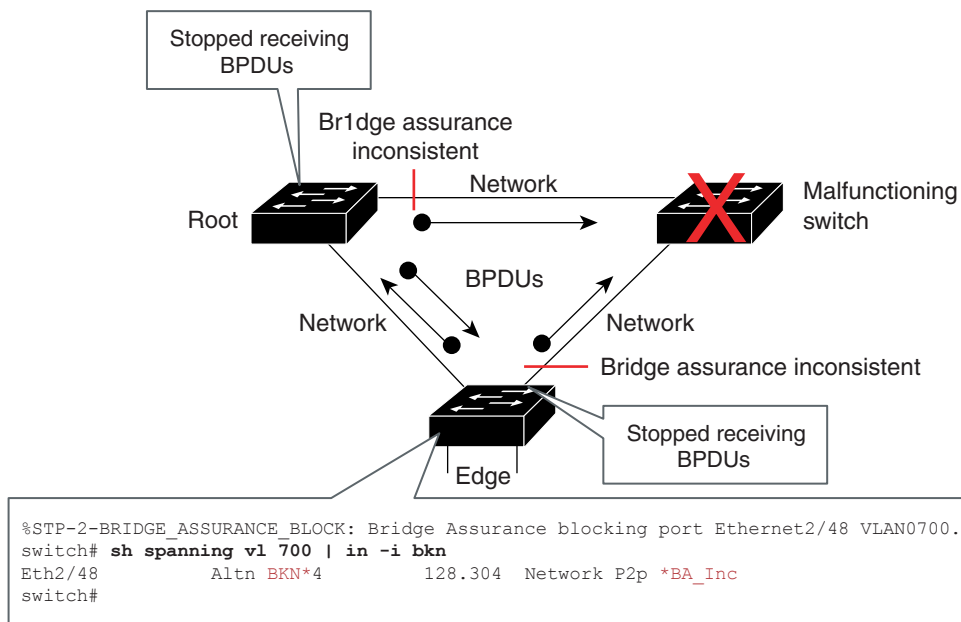 Stopped receiving
BPDUs
Br1dge assurance
inconsistent
Network
Malfunctioning
switch
Root
BPDUs
Network
Network
Bridge assurance inconsistent
Stopped receiving
BPDUs
Edge
%STP-2-BRIDGE_ASSURANCE_BLOCK: Bridge Assurance blocking port Ethernet2/48 VLAN0700.
switch# sh spanning vl 700 | in -i bkn
Eth2/48 Altn BKN*4 128.304 Network P2p *BA_Inc
switch#